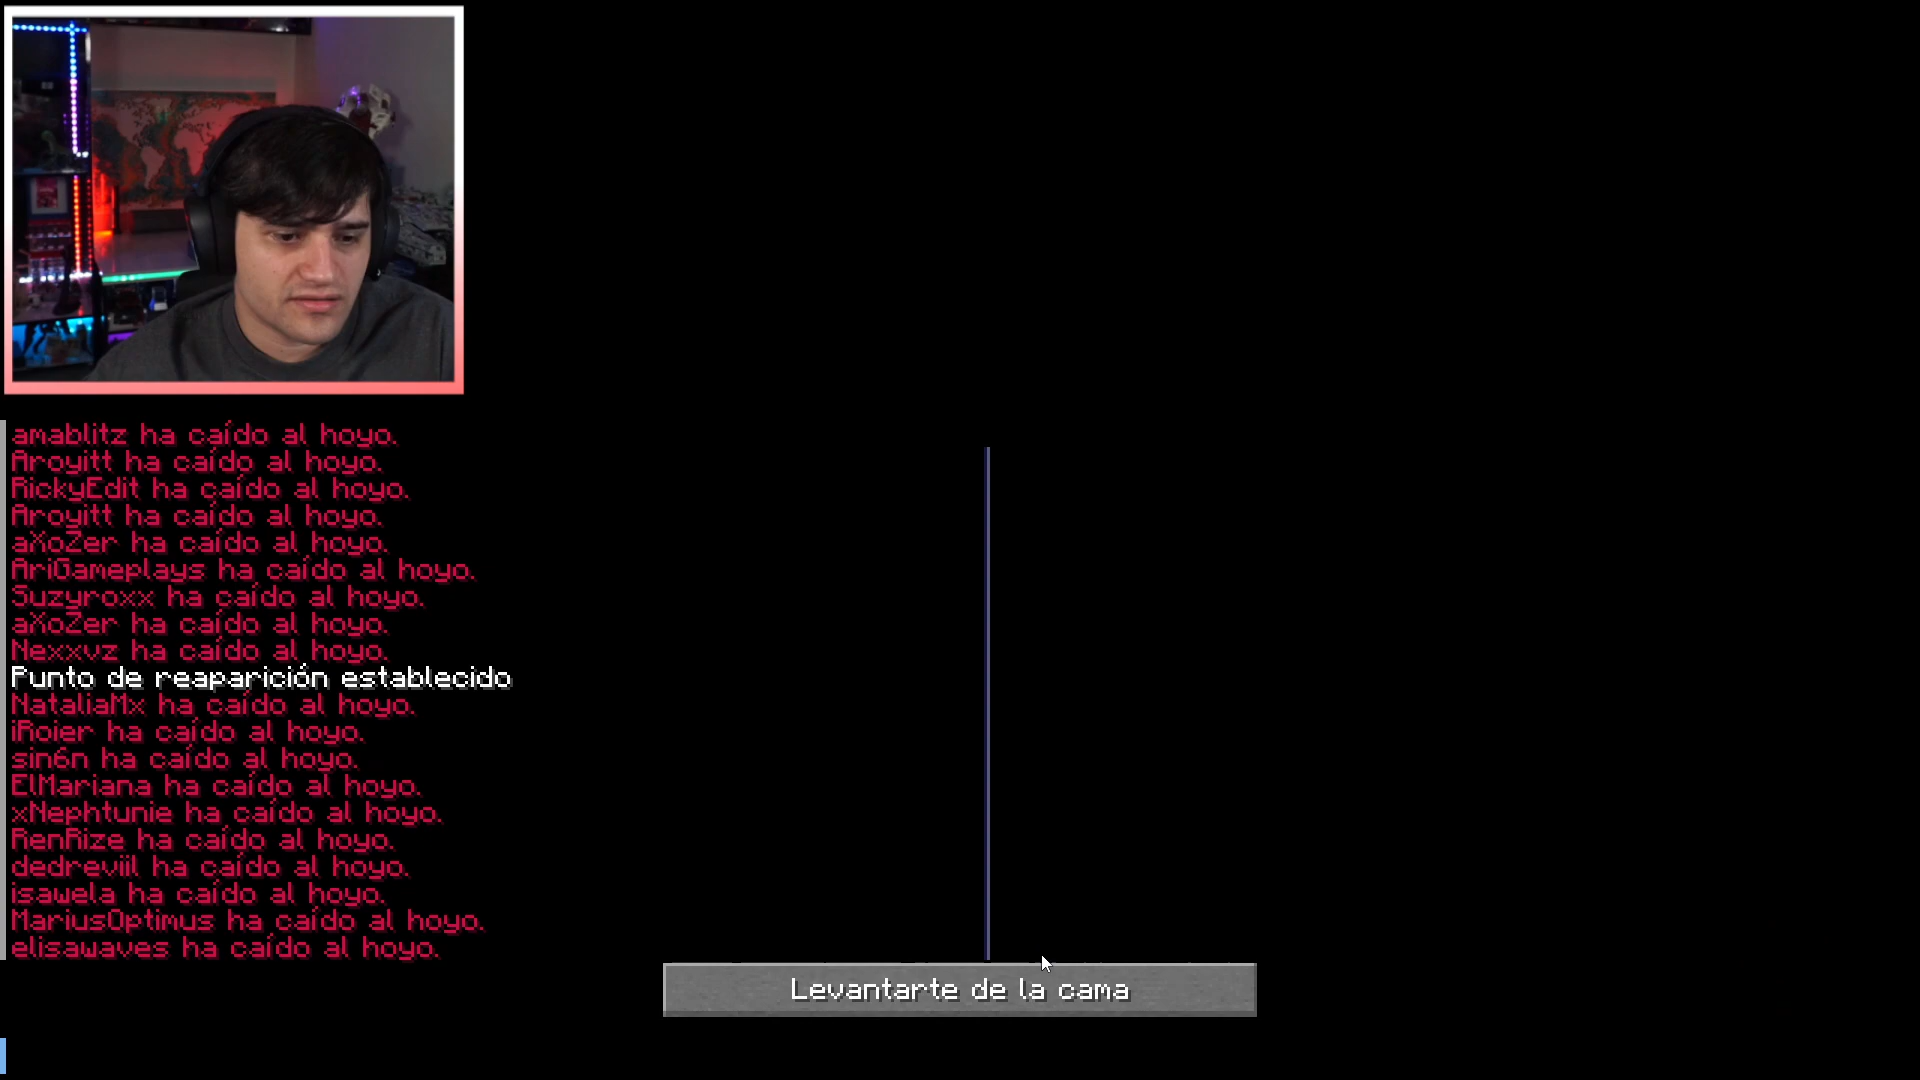 amablitz ha caído al hoyo.
Aroyitt ha caído al hoyo.
RickyEdit ha caído al hoyo.
Aroyitt ha caído al hoyo.
aXoZer ha caído al hoyo.
AriGameplays ha caído al hoyo.
Suzyroxx ha caído al hoyo.
aXoZer ha caído al hoyo.
Nexxvz ha caído al hoyo.
Punto de reaparición establecido
NataliaMx ha caído al hoyo.
iRoier ha caído al hoyo.
sin6n ha caído al hoyo.
ElMariana ha caído al hoyo.
xNephtunie ha caído al hoyo.
RenRize ha caído al hoyo.
dedreviil ha caído al hoyo.
isawela ha caído al hoyo.
MariusOptimus ha caído al hoyo.
elisawaves ha caído al hoyo.
Levantarte de la cama